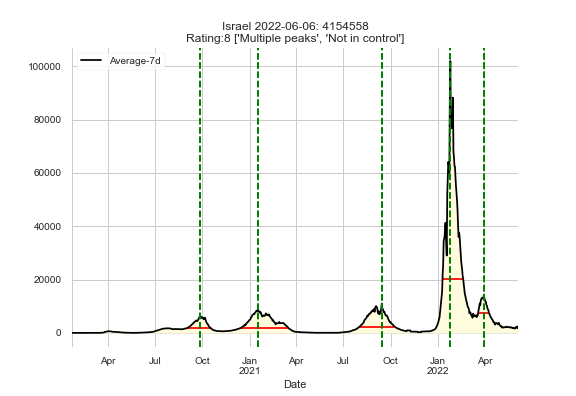 Israel 2022-06-06: 4154558
Rating:8 ['Multiple peaks', 'Not in control']
Average-7d
100000
80000
60000
40000
20000
0
Apr Jul Oct Jan Apr Jul Oct Jan Apr
2021 2022
Date